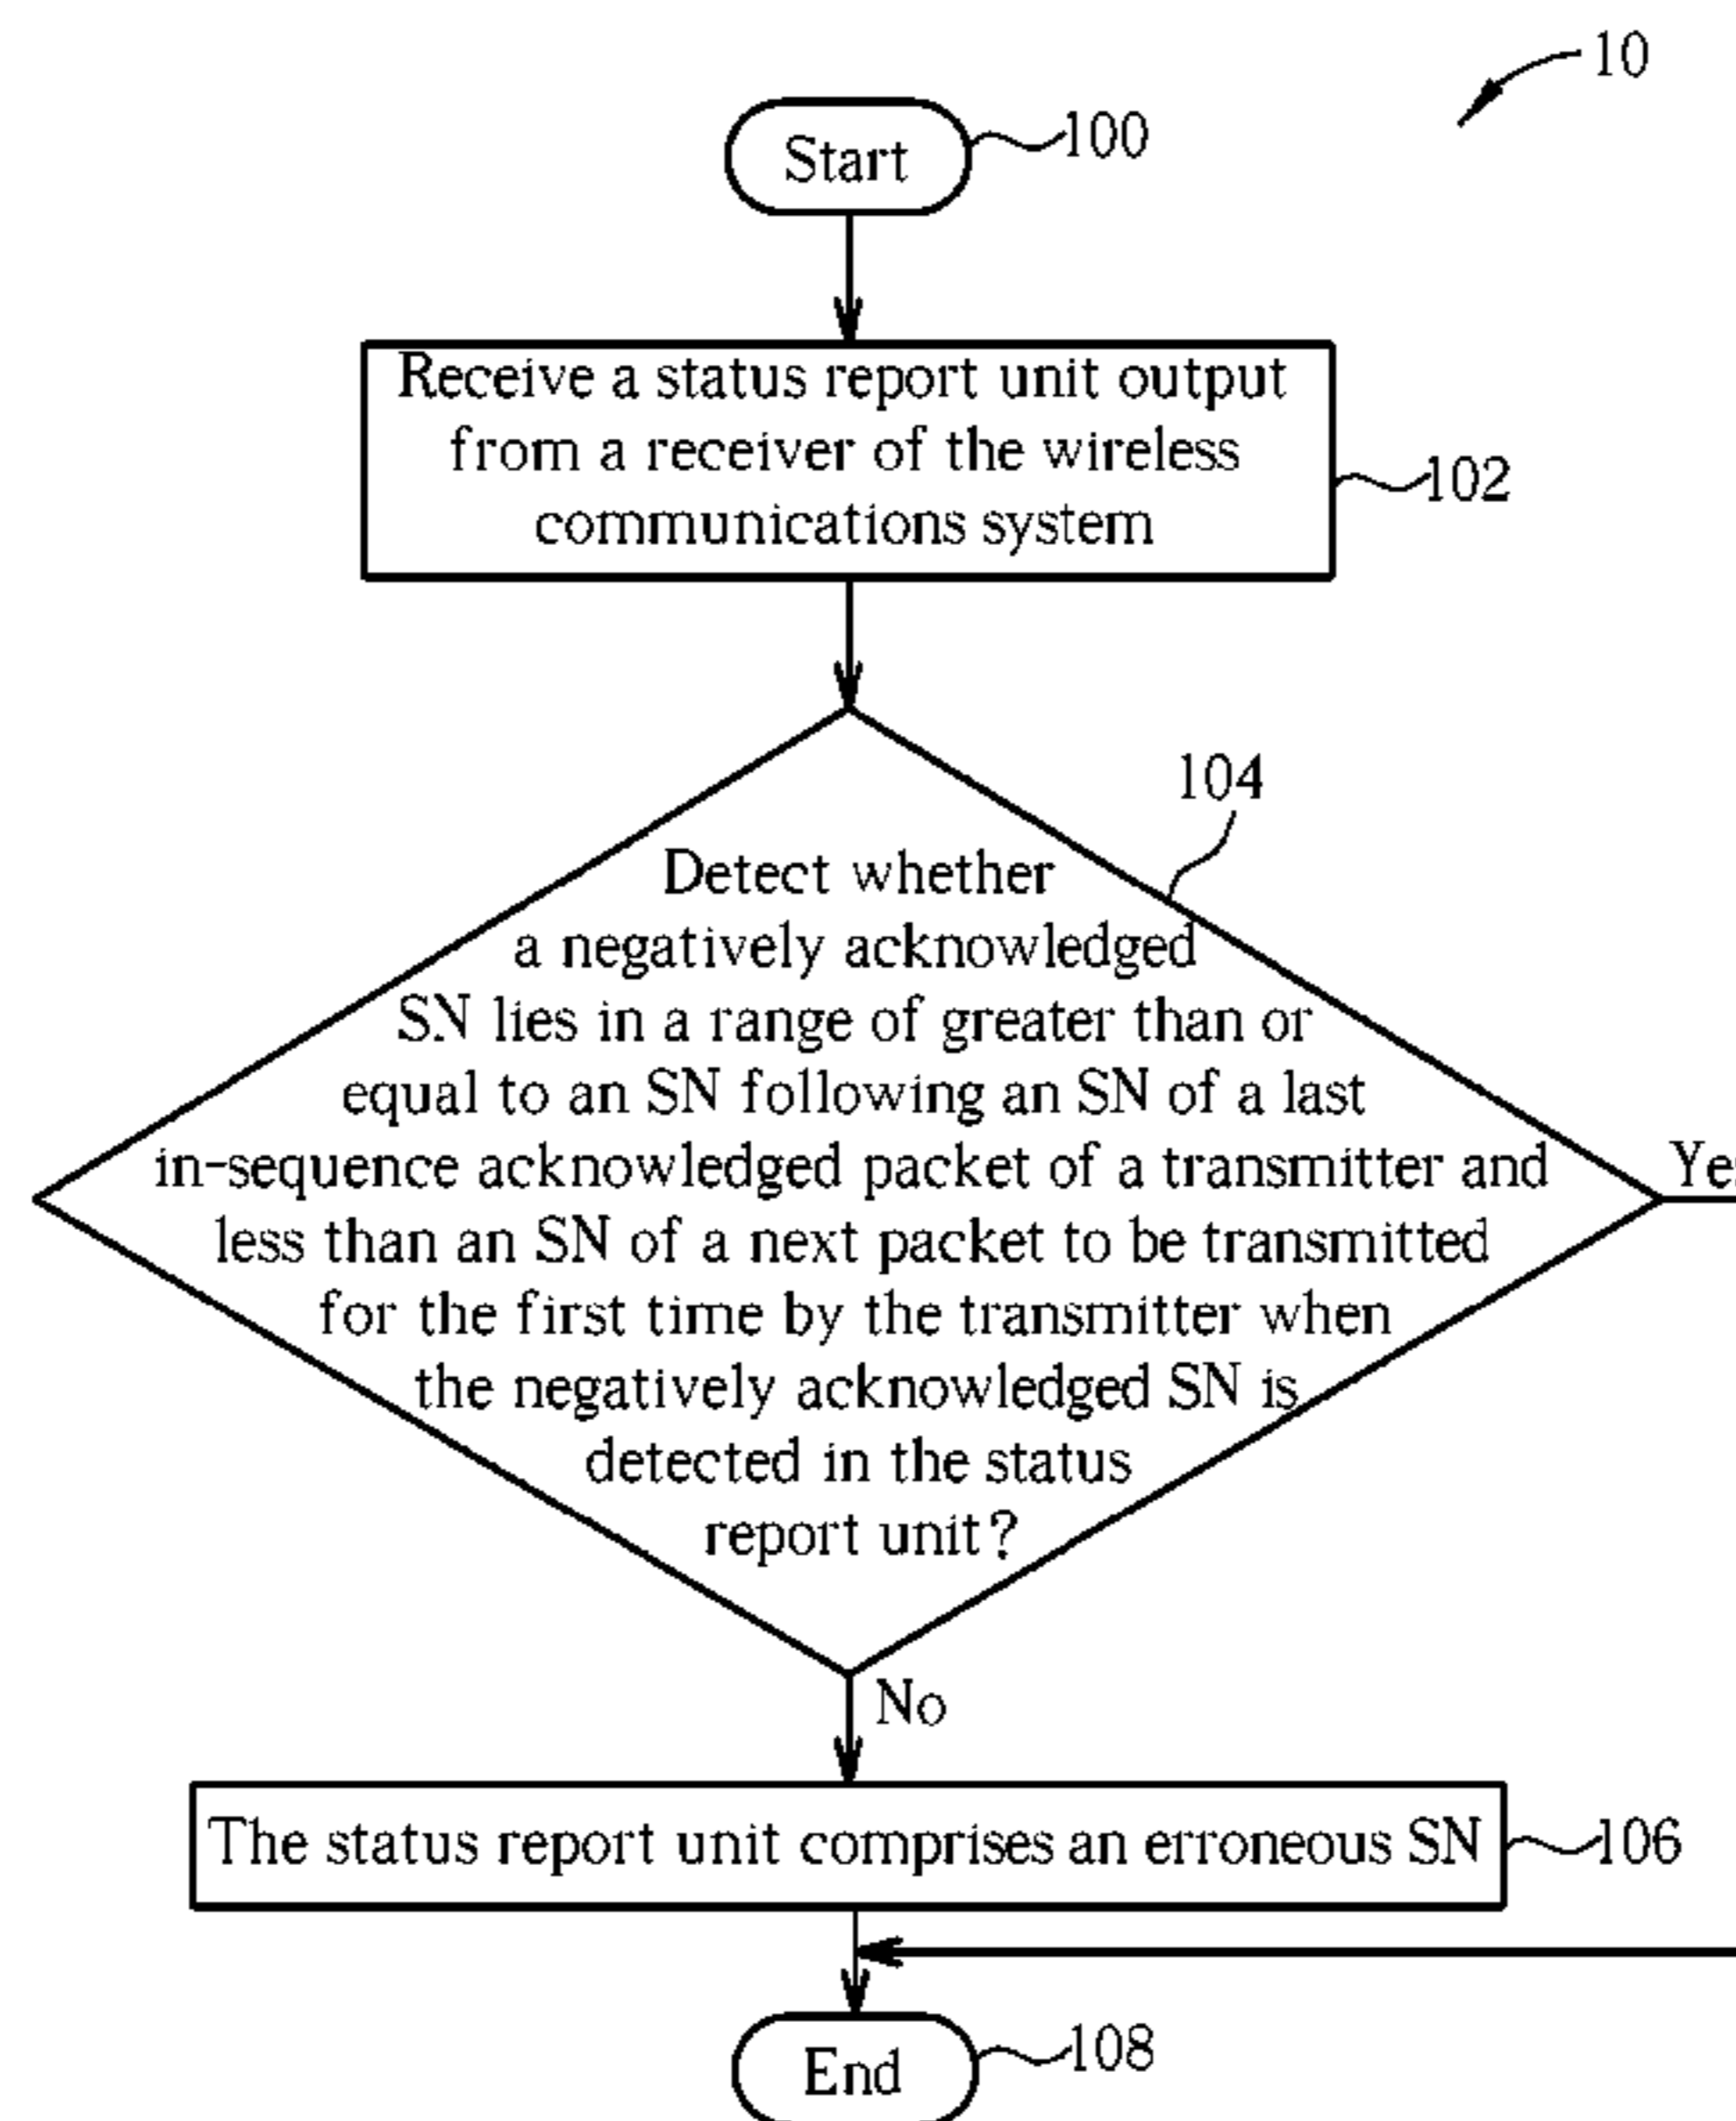 10
Start
100
Receive a status report unit output
from a receiver of the wireless
communications system
102
104
Detect whether
a negatively acknowledged
SN lies in a range of greater than or
equal to an SN following an SN of a last
in-sequence acknowledged packet of a transmitter and
less than an SN of a next packet to be transmitted
for the first time by the transmitter when
the negatively acknowledged SN is
detected in the status
report unit?
Yes
No
The status report unit comprises an erroneous SN
106
End
108